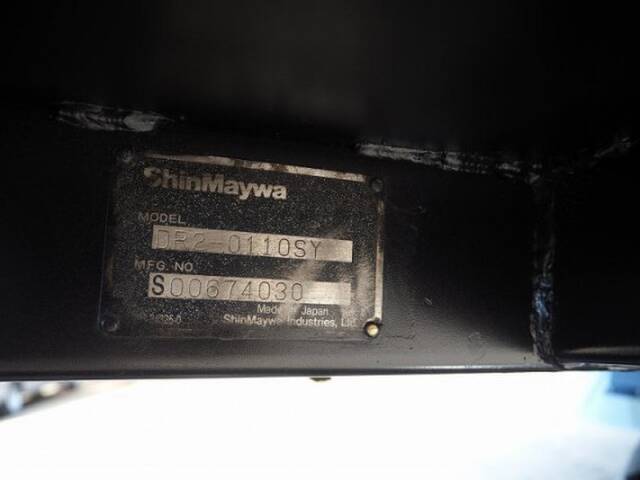 ShinMaywa
MODEL
DR2-0110SY
MFG. NO.
S00674030
Made in Japan
ShinMaywa Industries, Ltd.